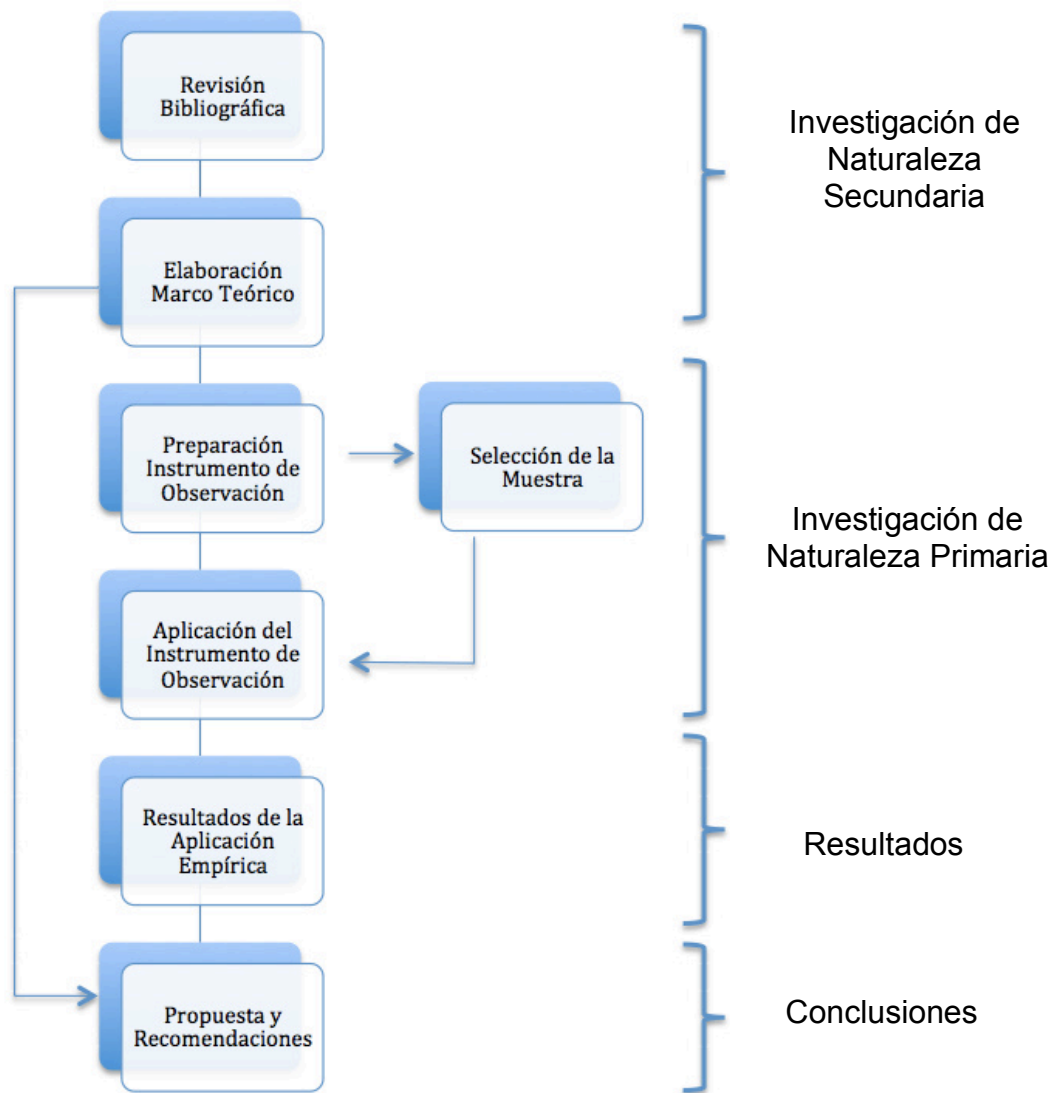 Revisión
Bibliográfica
Investigación de
Naturaleza
Secundaria
Elaboración
Marco Teórico
Preparación
Instrumento de
Observación
Selección de la
Muestra
Investigación de
Naturaleza Primaria
Aplicación del
Instrumento de
Observación
Resultados de la
Aplicación
Empírica
Resultados
Propuesta y
Recomendaciones
Conclusiones